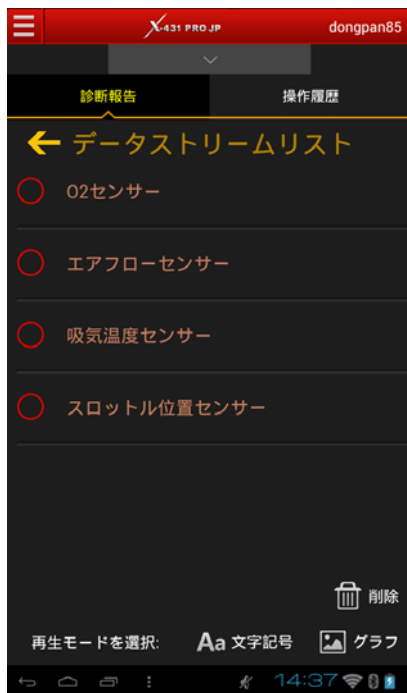 X-431 PRO JP dongpan85
診断報告 操作履歴
データストリームリスト
O2センサー
エアフローセンサー
吸気温度センサー
スロットル位置センサー
削除
再生モードを選択: Aa 文字記号 グラフ
14:37